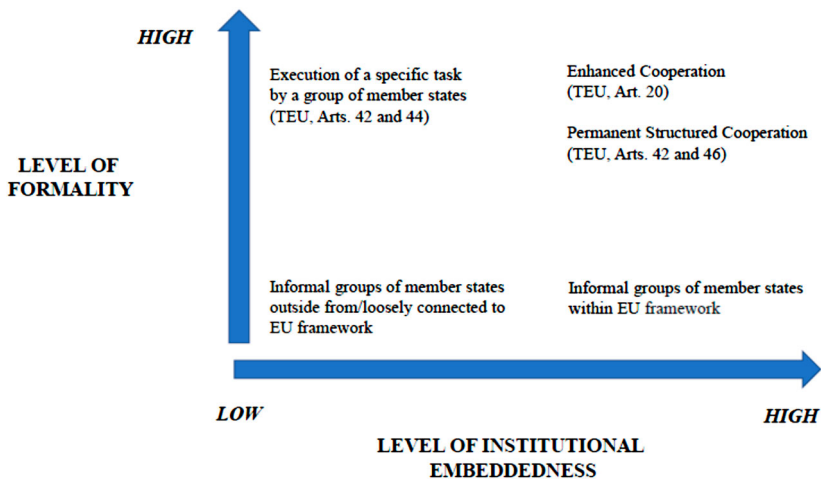 HIGH
Execution of a specific task
by a group of member states
(TEU, Arts. 42 and 44)
Enhanced Cooperation
(TEU, Art. 20)
Permanent Structured Cooperation
(TEU, Arts. 42 and 46)
LEVEL OF
FORMALITY
Informal groups of member states
outside from/loosely connected to
EU framework
Informal groups of member states
within EU framework
LOW
HIGH
LEVEL OF INSTITUTIONAL
EMBEDDEDNESS